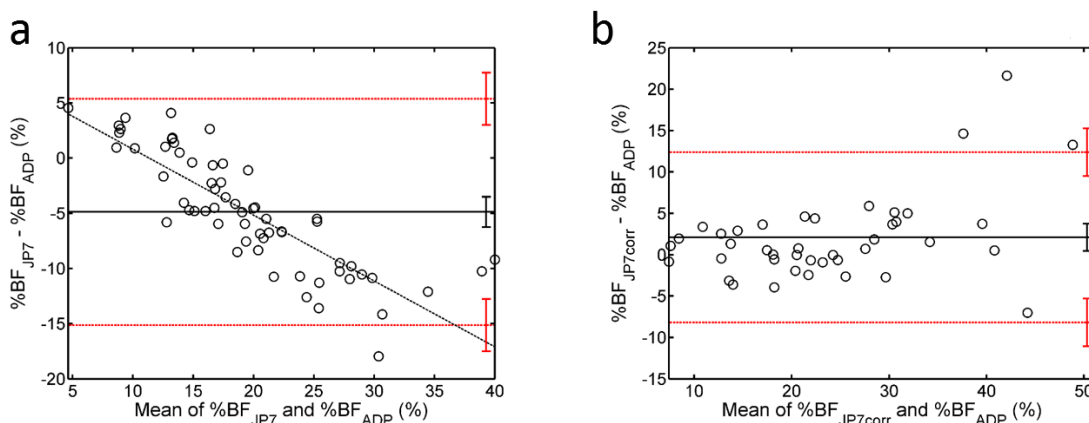 a
10
5
0
-5
-10
-15
-20
%BF_JP7 - %BF_ADP (%)
5 10 15 20 25 30 35 40
Mean of %BF_JP7 and %BF_ADP (%)
b
25
20
15
10
5
0
-5
-10
-15
%BF_JP7corr - %BF_ADP (%)
10 20 30 40 50
Mean of %BF_JP7corr and %BF_ADP (%)